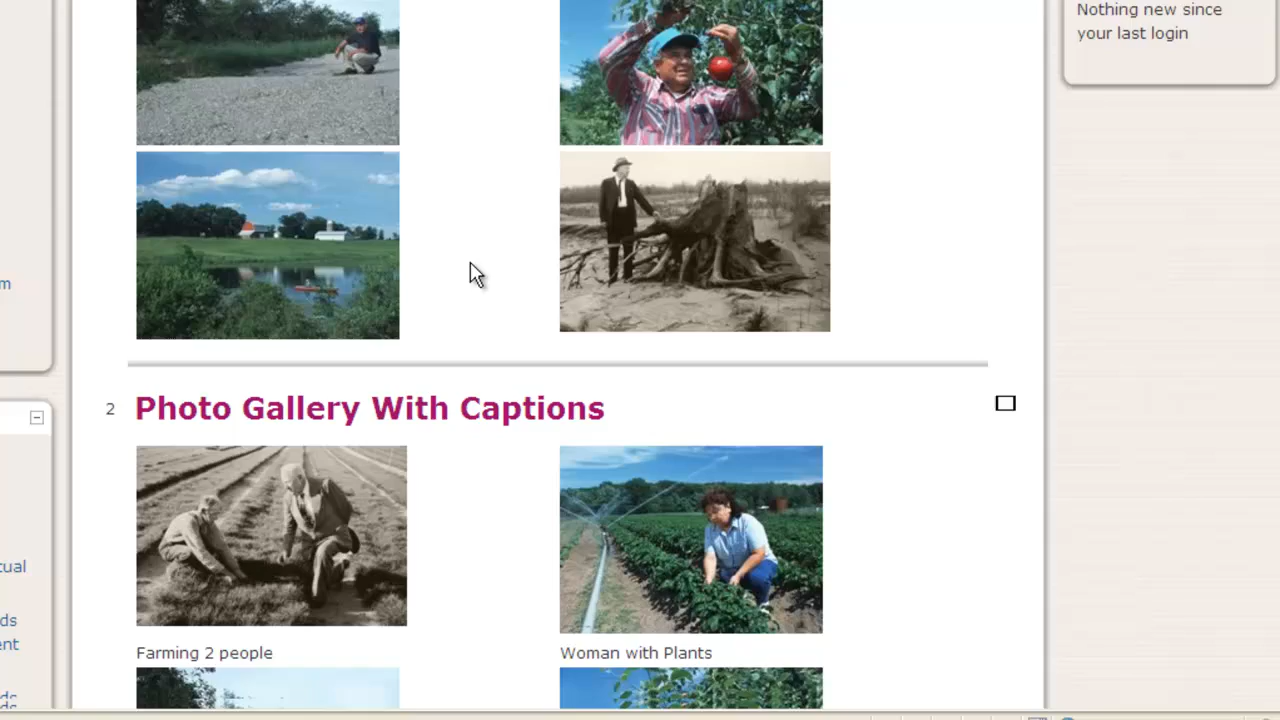 Nothing new since
your last login
m
2
Photo Gallery With Captions
tual
ds
ent
Farming 2 people
Woman with Plants